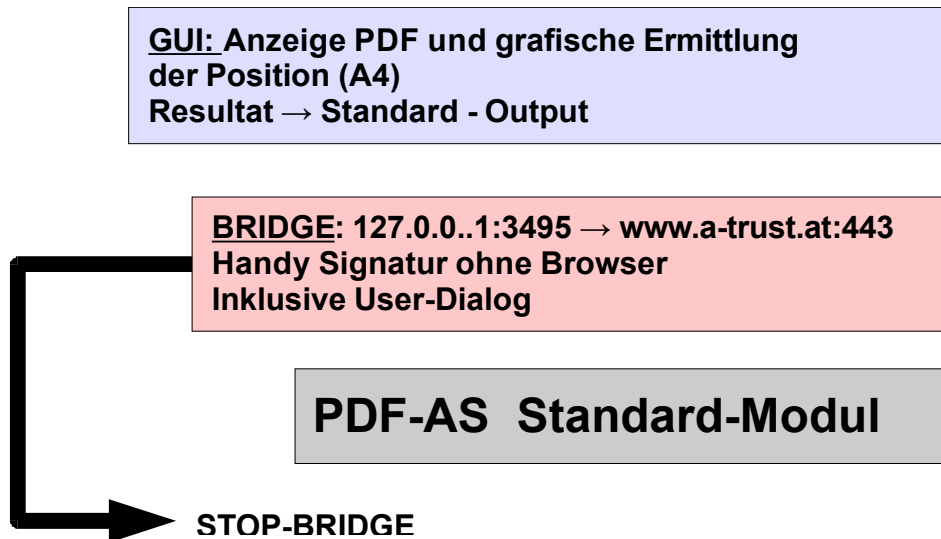 GUI: Anzeige PDF und grafische Ermittlung
der Position (A4)
Resultat → Standard - Output
BRIDGE: 127.0.0..1:3495 → www.a-trust.at:443
Handy Signatur ohne Browser
Inklusive User-Dialog
PDF-AS Standard-Modul
STOP-BRIDGE